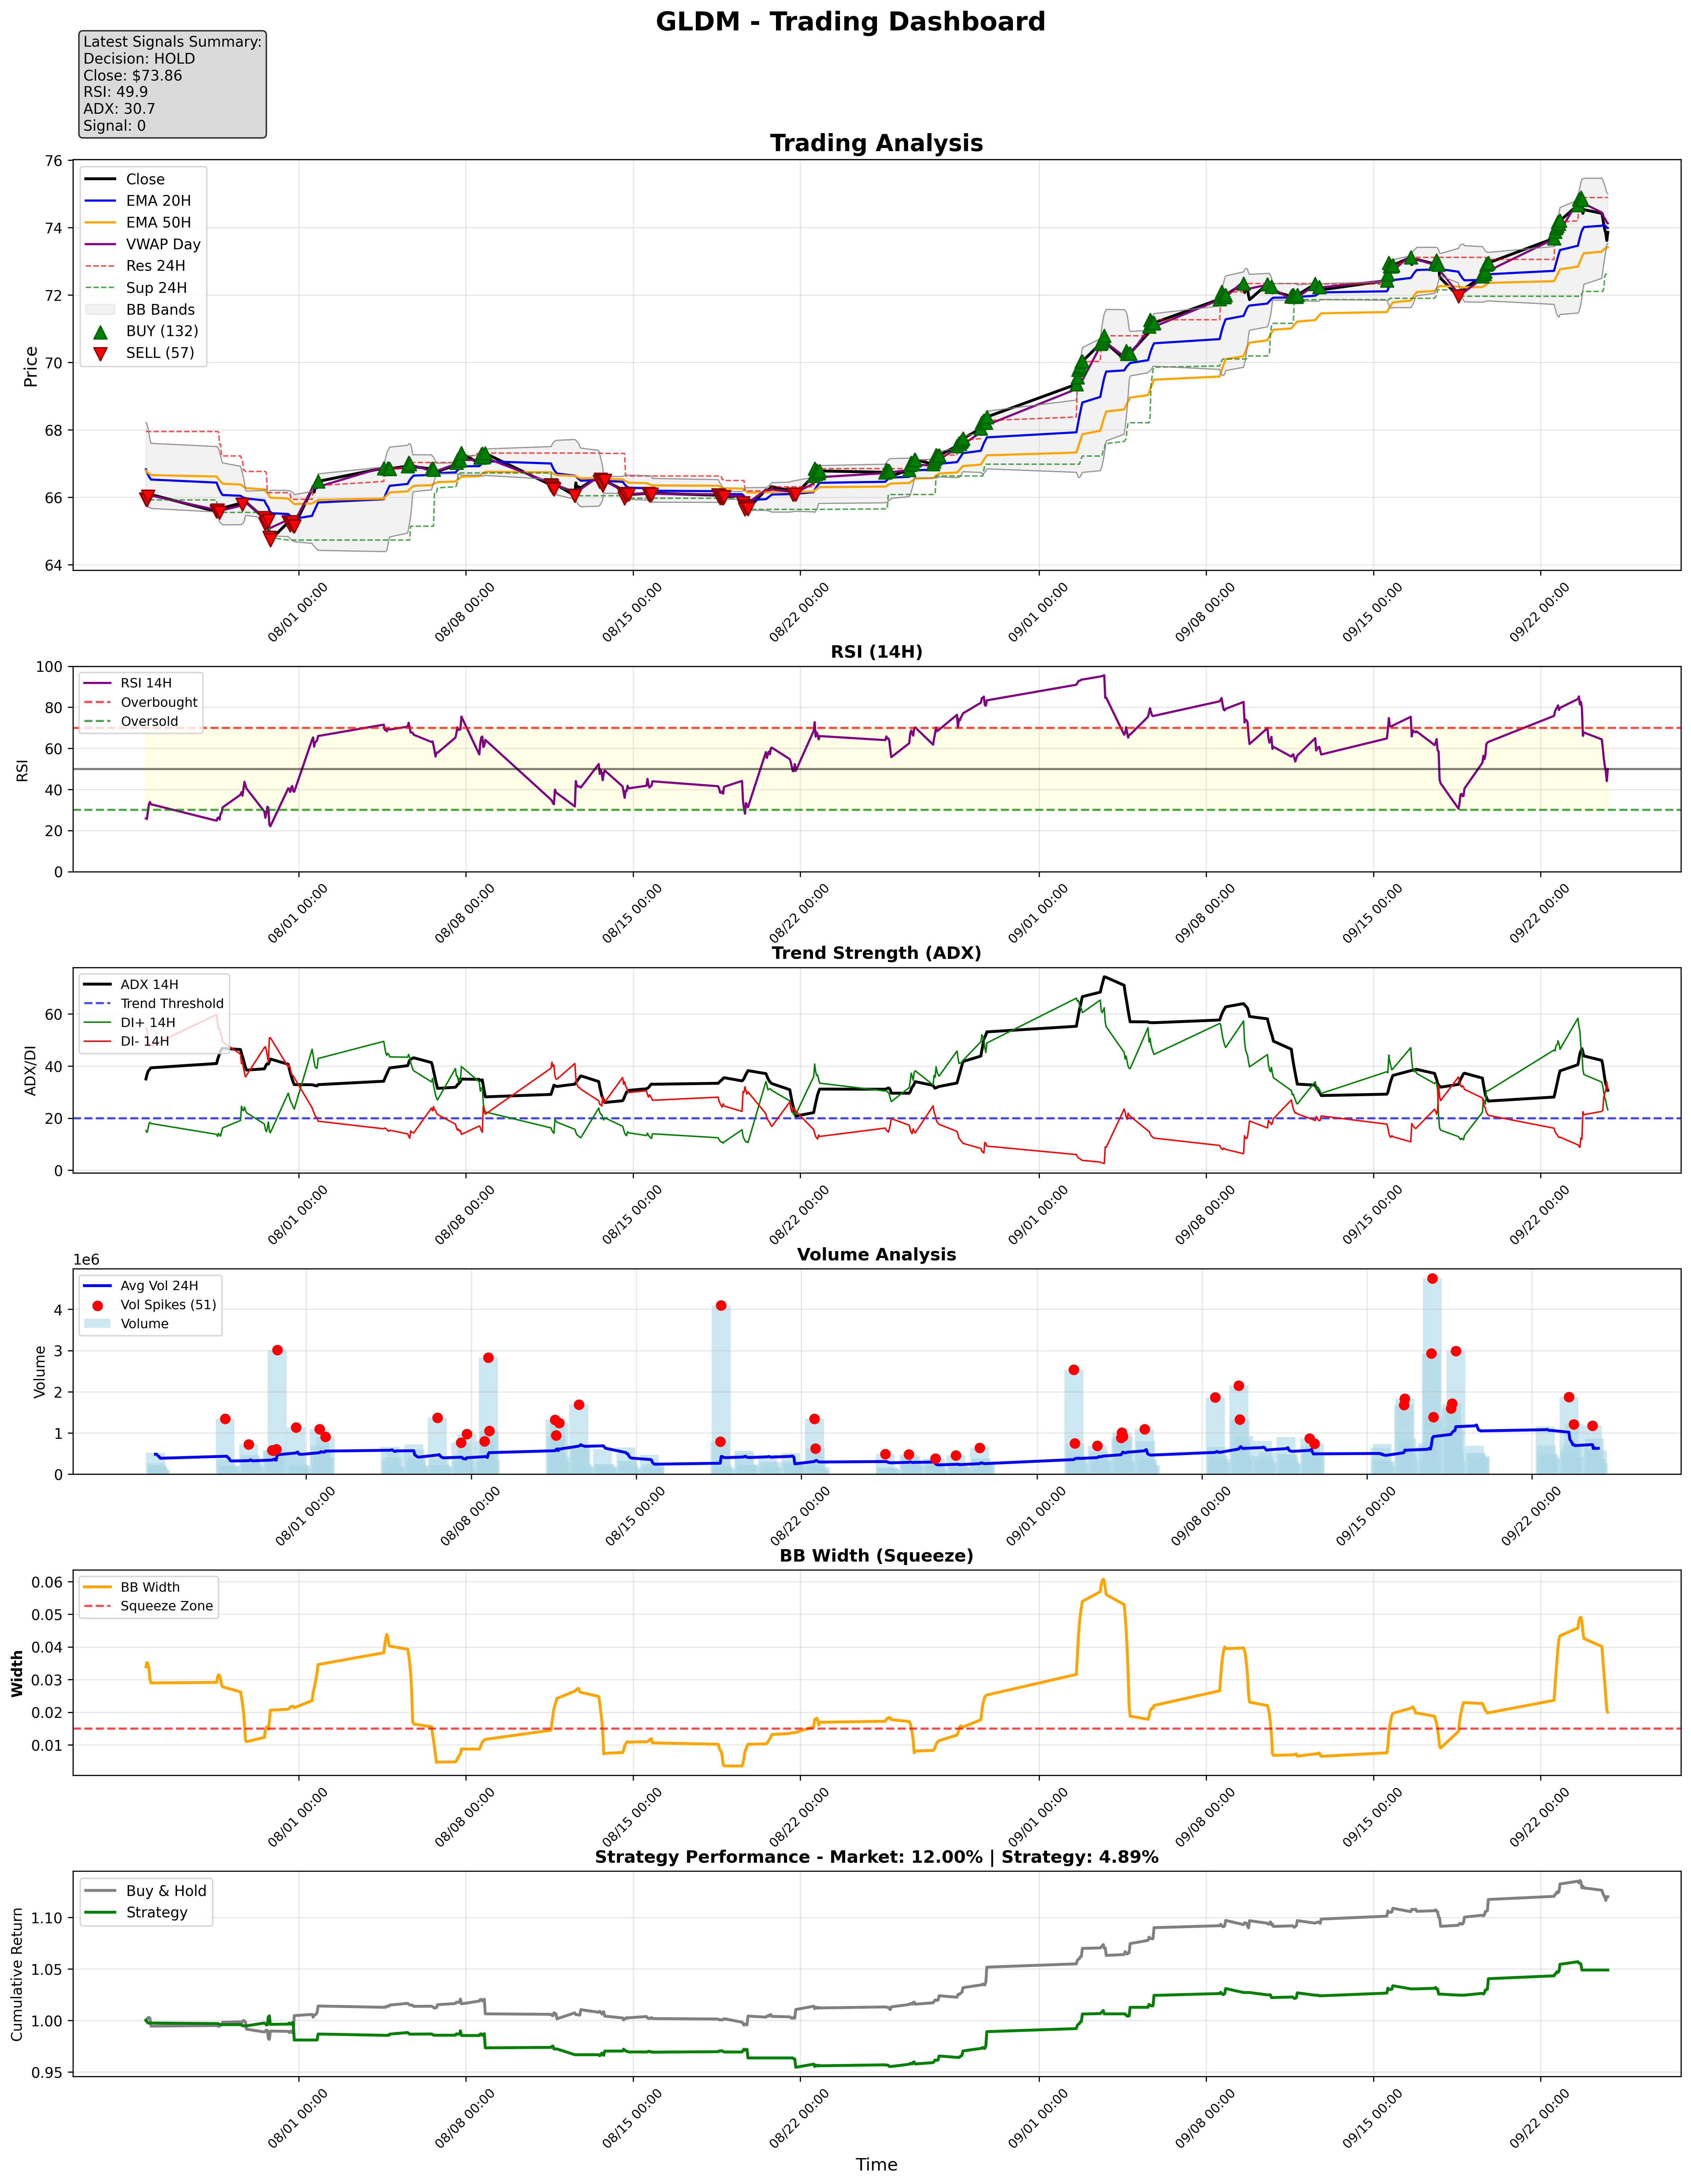 GLDM - Trading Dashboard
Latest Signals Summary:
Decision: HOLD
Close: $73.86
RSI: 49.9
ADX: 30.7
Signal: 0
Trading Analysis
Close
EMA 20H
EMA 50H
VWAP Day
Res 24H
Sup 24H
BB Bands
BUY (132)
SELL (57)
Price
76
74
72
70
68
66
64
08/01 00:00
08/08 00:00
08/15 00:00
08/22 00:00
09/01 00:00
09/08 00:00
09/15 00:00
09/22 00:00
RSI (14H)
RSI 14H
Overbought
Oversold
RSI
100
80
60
40
20
0
08/01 00:00
08/08 00:00
08/15 00:00
08/22 00:00
09/01 00:00
09/08 00:00
09/15 00:00
09/22 00:00
Trend Strength (ADX)
ADX 14H
Trend Threshold
DI+ 14H
DI- 14H
ADX/DI
60
40
20
0
08/01 00:00
08/08 00:00
08/15 00:00
08/22 00:00
09/01 00:00
09/08 00:00
09/15 00:00
09/22 00:00
Volume Analysis
1e6
Avg Vol 24H
Vol Spikes (51)
Volume
Volume
4
3
2
1
0
08/01 00:00
08/08 00:00
08/15 00:00
08/22 00:00
09/01 00:00
09/08 00:00
09/15 00:00
09/22 00:00
BB Width (Squeeze)
BB Width
Squeeze Zone
Width
0.06
0.05
0.04
0.03
0.02
0.01
08/01 00:00
08/08 00:00
08/15 00:00
08/22 00:00
09/01 00:00
09/08 00:00
09/15 00:00
09/22 00:00
Strategy Performance - Market: 12.00% | Strategy: 4.89%
Buy & Hold
Strategy
Cumulative Return
1.10
1.05
1.00
0.95
08/01 00:00
08/08 00:00
08/15 00:00
08/22 00:00
09/01 00:00
09/08 00:00
09/15 00:00
09/22 00:00
Time